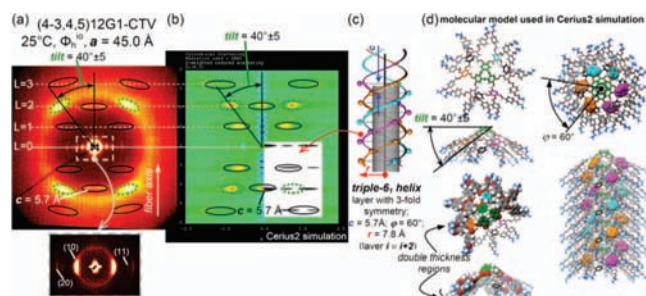 (a)
(4-3,4,5)12G1-CTV
25°C, Φh io, a = 45.0 Å
tilt = 40°±5
L=3
L=2
L=1
L=0
c = 5.7 Å
fiber axis
(10)
(11)
(20)
(b)
tilt = 40°±5
c = 5.7 Å
Cerius2 simulation
(c)
triple-6₁ helix
layer with 3-fold
symmetry;
c = 5.7Å; φ = 60°;
r = 7.8 Å
(layer i = i+2)
(d) molecular model used in Cerius2 simulation
tilt = 40°±5
φ = 60°
double thickness
regions